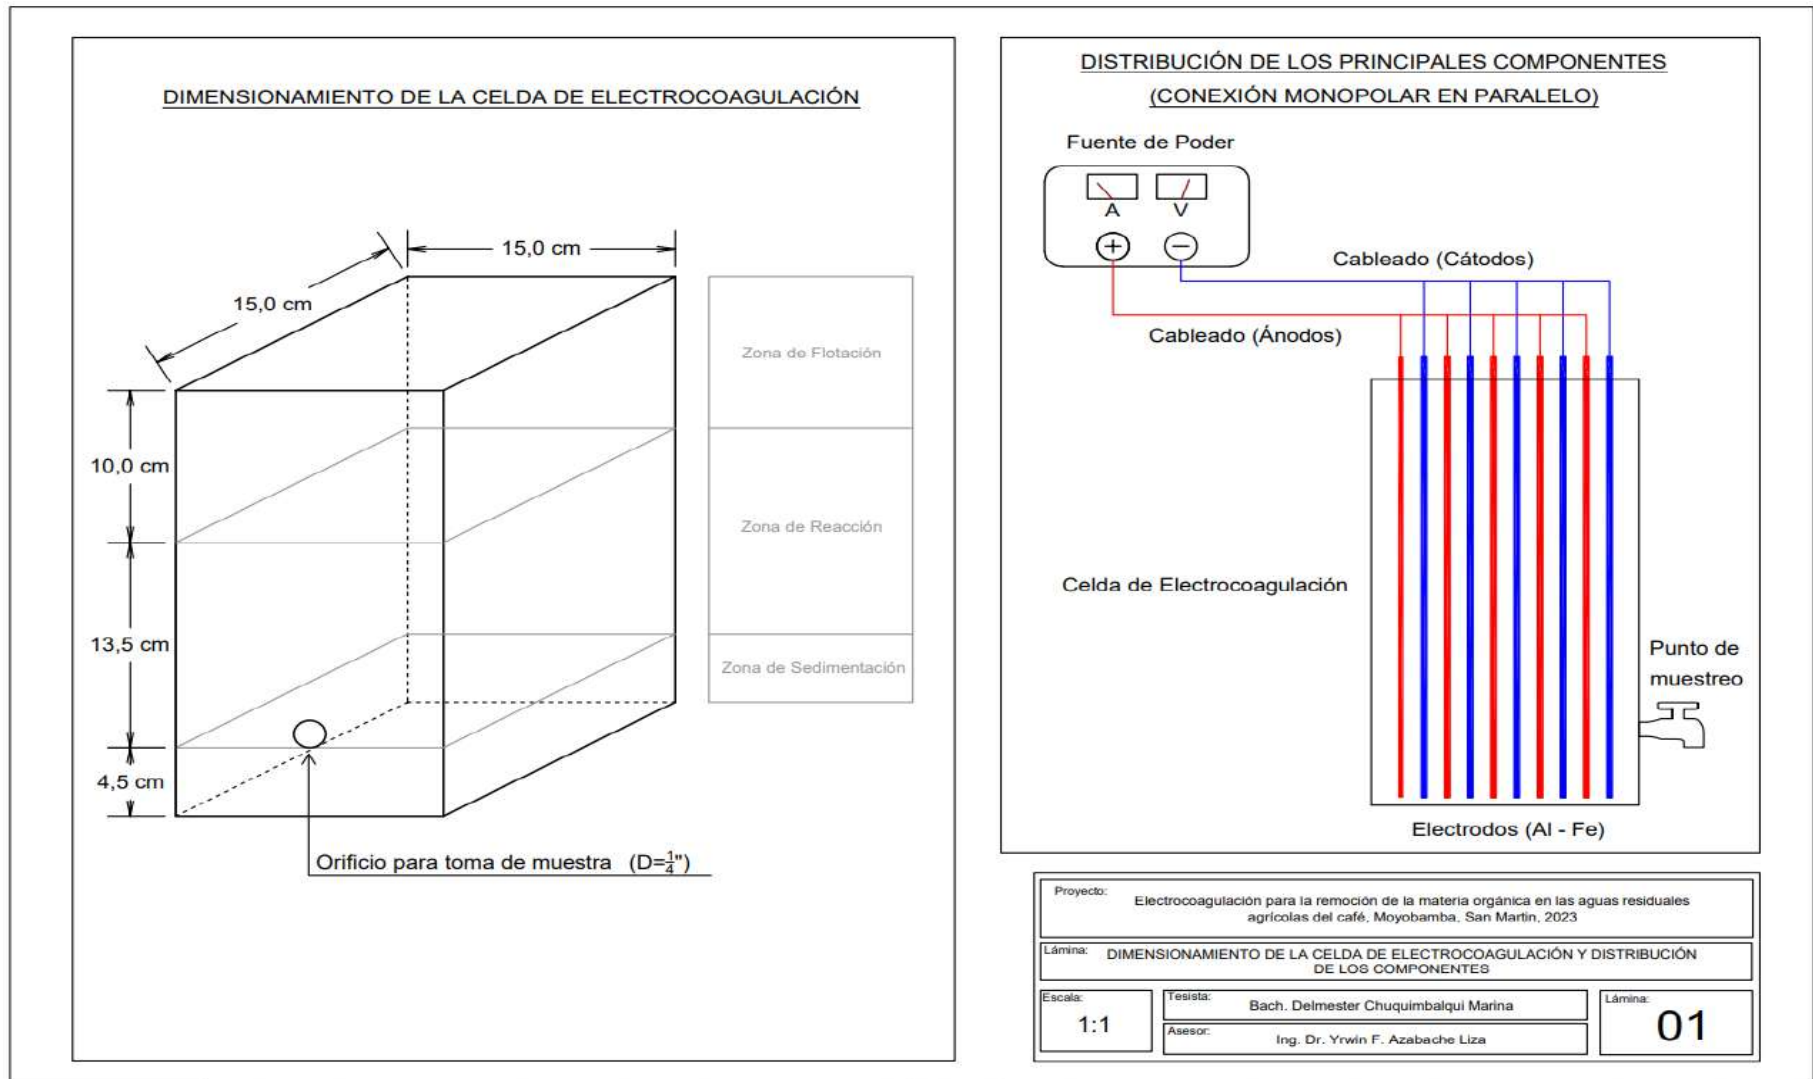 DIMENSIONAMIENTO DE LA CELDA DE ELECTROCOAGULACIÓN
15,0 cm
15,0 cm
10,0 cm
13,5 cm
4,5 cm
Zona de Flotación
Zona de Reacción
Zona de Sedimentación
Orificio para toma de muestra (D=1/4")
DISTRIBUCIÓN DE LOS PRINCIPALES COMPONENTES
(CONEXIÓN MONOPOLAR EN PARALELO)
Fuente de Poder
A V
+ −
Cableado (Cátodos)
Cableado (Ánodos)
Celda de Electrocoagulación
Punto de
muestreo
Electrodos (Al - Fe)
Proyecto:
Electrocoagulación para la remoción de la materia orgánica en las aguas residuales
agrícolas del café, Moyobamba, San Martin, 2023
Lámina:
DIMENSIONAMIENTO DE LA CELDA DE ELECTROCOAGULACIÓN Y DISTRIBUCIÓN
DE LOS COMPONENTES
Escala:
1:1
Tesista:
Bach. Delmester Chuquimbalqui Marina
Asesor:
Ing. Dr. Yrwin F. Azabache Liza
Lámina:
01